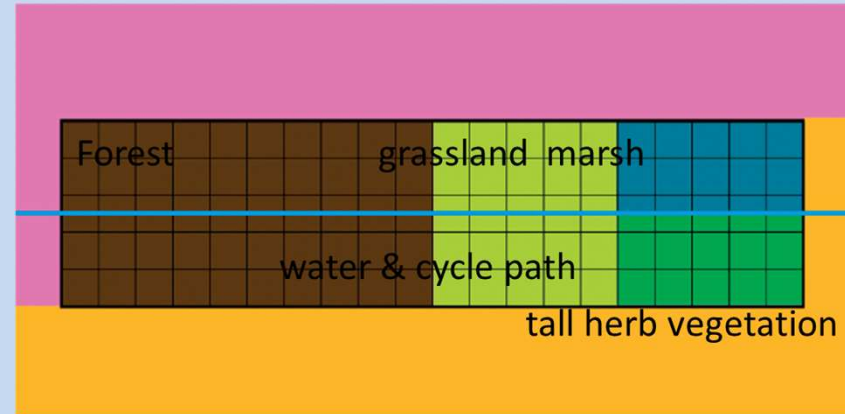 Forest grassland marsh
water & cycle path
tall herb vegetation